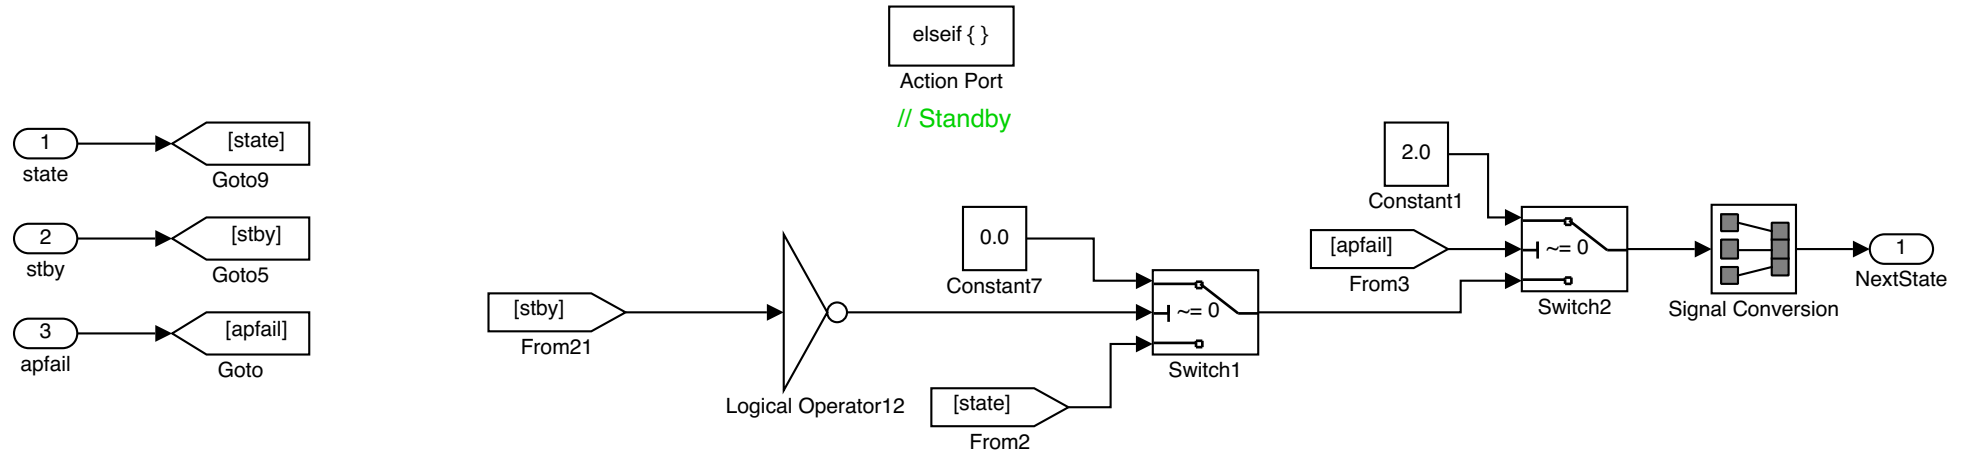 elseif { }
Action Port
// Standby
1
state
[state]
Goto9
2
stby
[stby]
Goto5
3
apfail
[apfail]
Goto
[stby]
From21
Logical Operator12
0.0
Constant7
[state]
From2
~= 0
Switch1
2.0
Constant1
[apfail]
From3
~= 0
Switch2
Signal Conversion
1
NextState